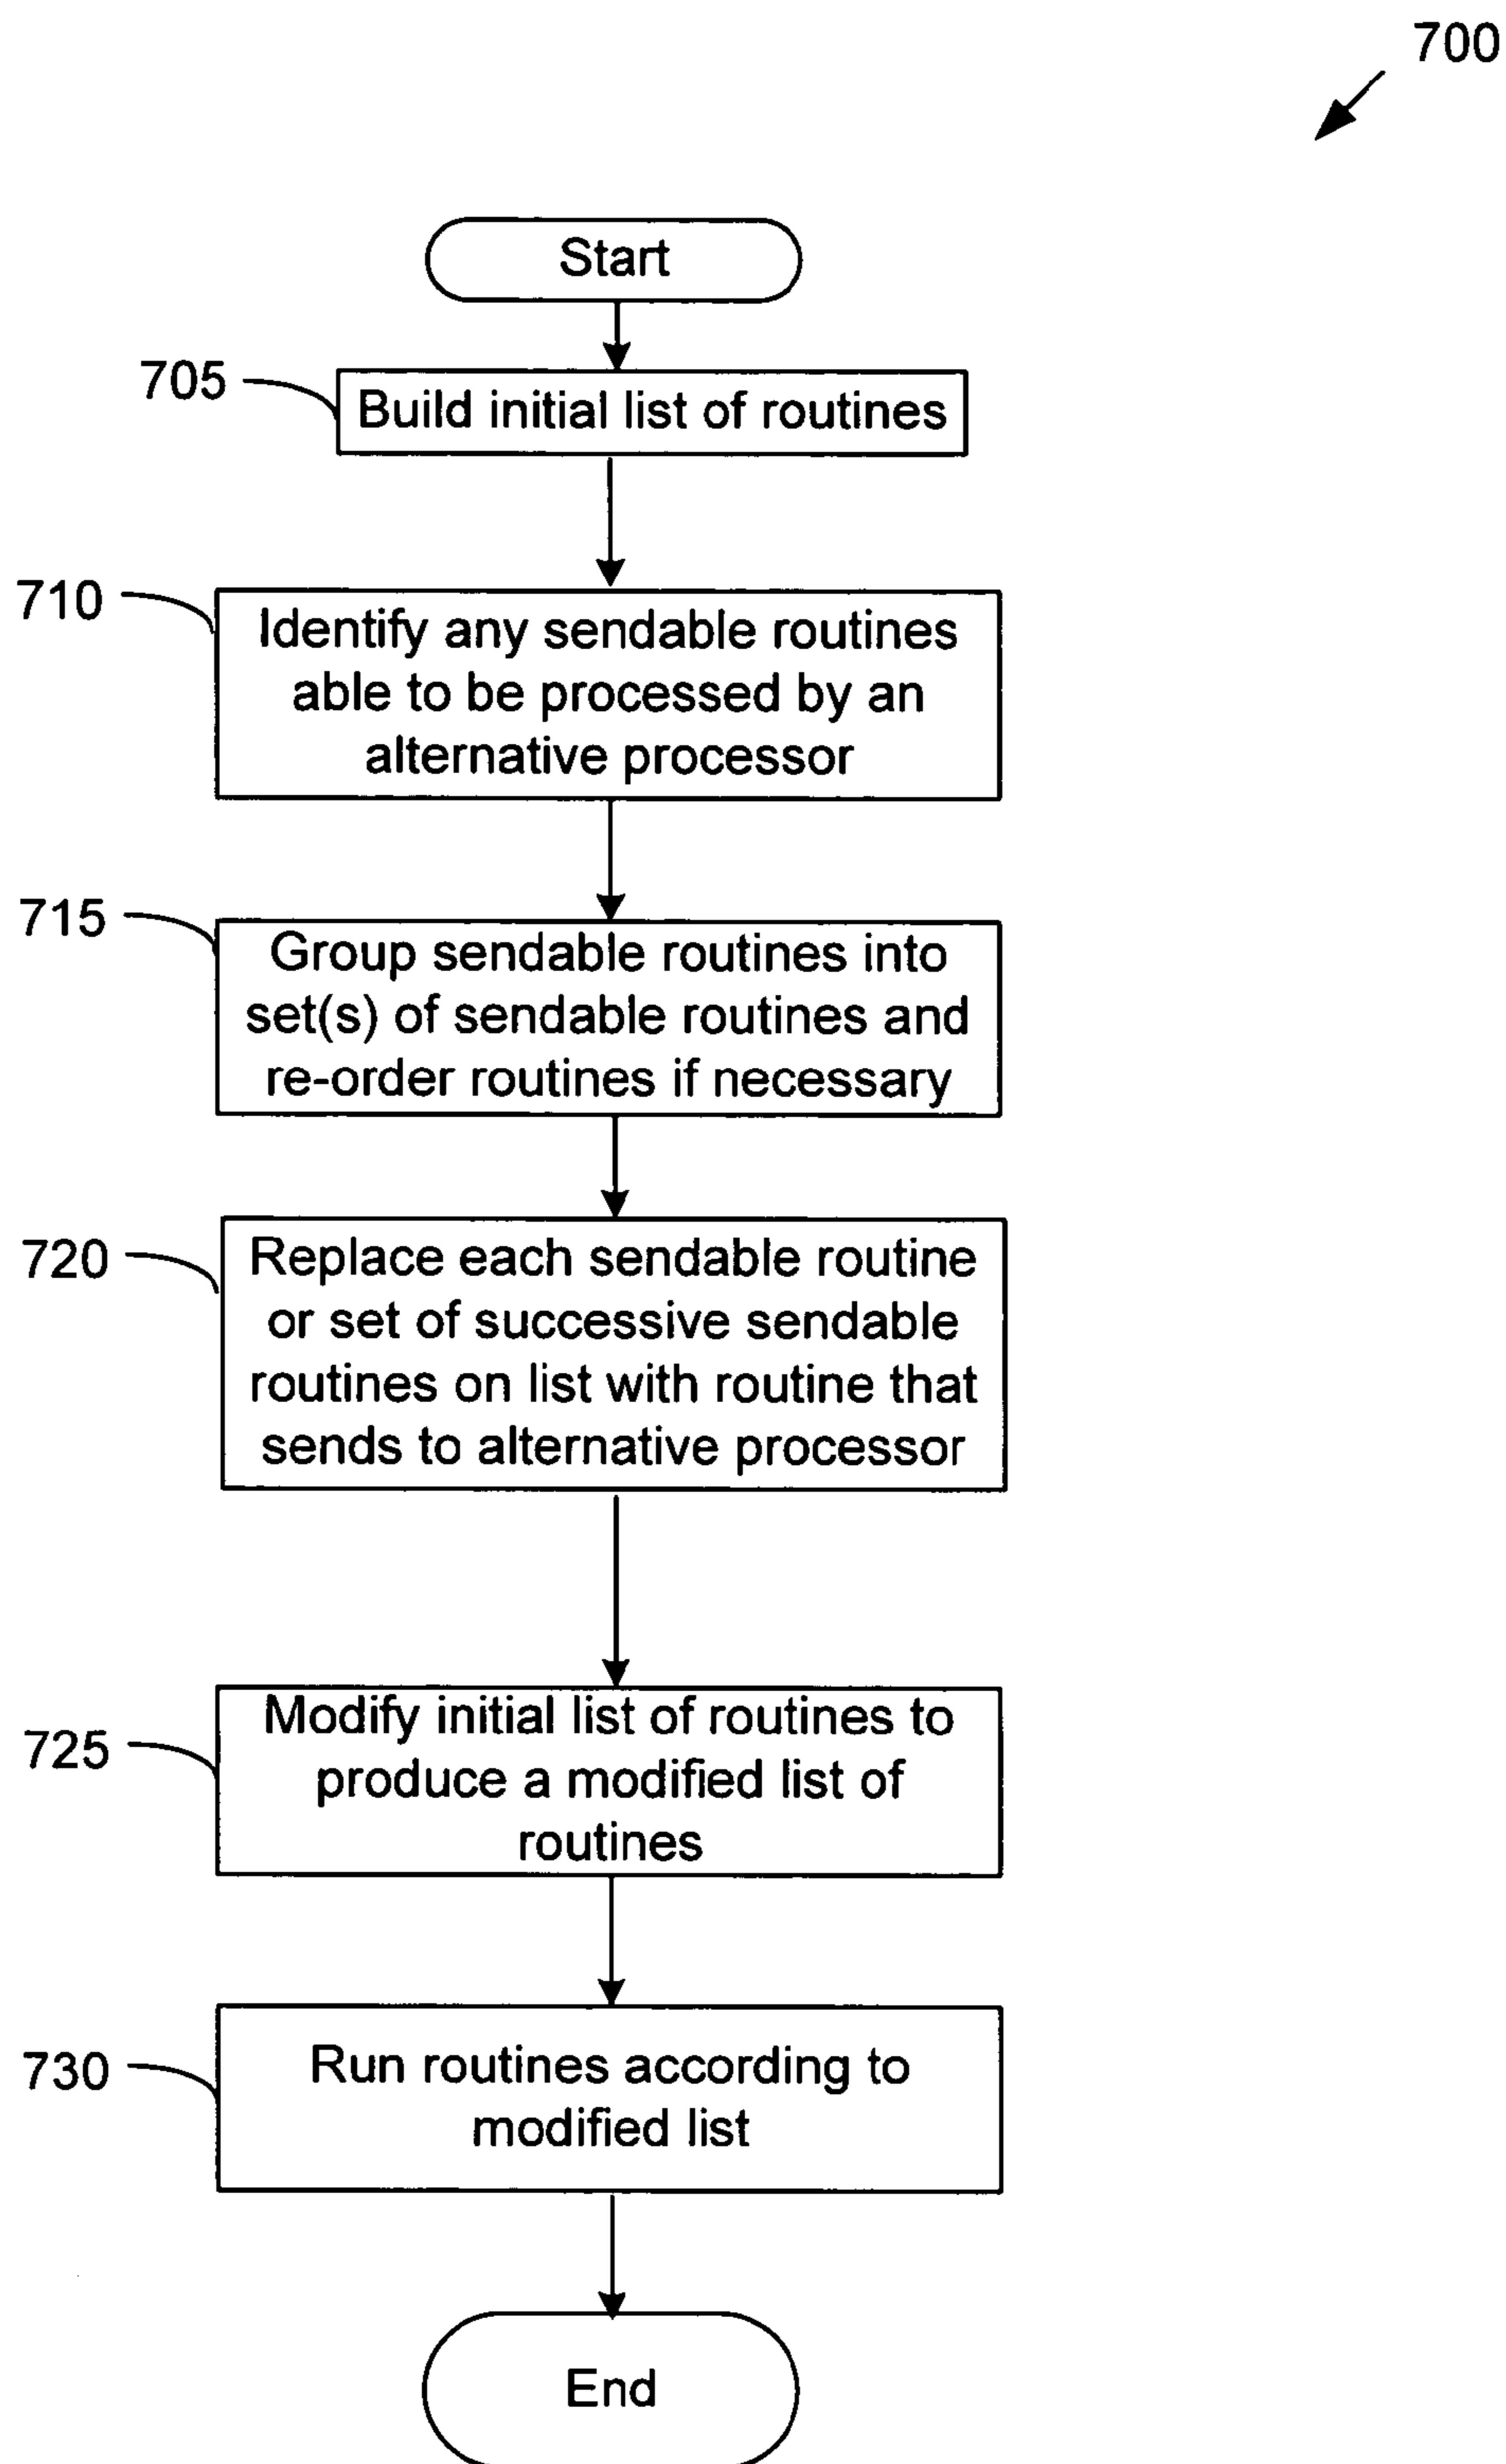 700
Start
705
Build initial list of routines
710
Identify any sendable routines
able to be processed by an
alternative processor
715
Group sendable routines into
set(s) of sendable routines and
re-order routines if necessary
720
Replace each sendable routine
or set of successive sendable
routines on list with routine that
sends to alternative processor
725
Modify initial list of routines to
produce a modified list of
routines
730
Run routines according to
modified list
End